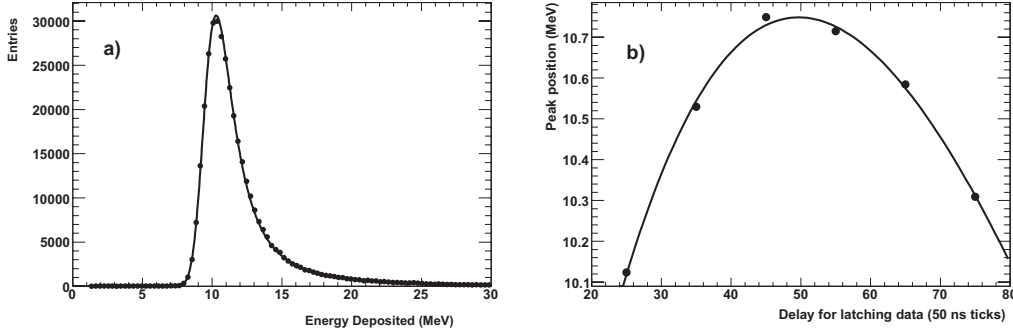 Entries
30000
25000
20000
15000
10000
5000
0
a)
0 5 10 15 20 25 30
Energy Deposited (MeV)
Peak position (MeV)
10.7
10.6
10.5
10.4
10.3
10.2
10.1
b)
20 30 40 50 60 70 80
Delay for latching data (50 ns ticks)